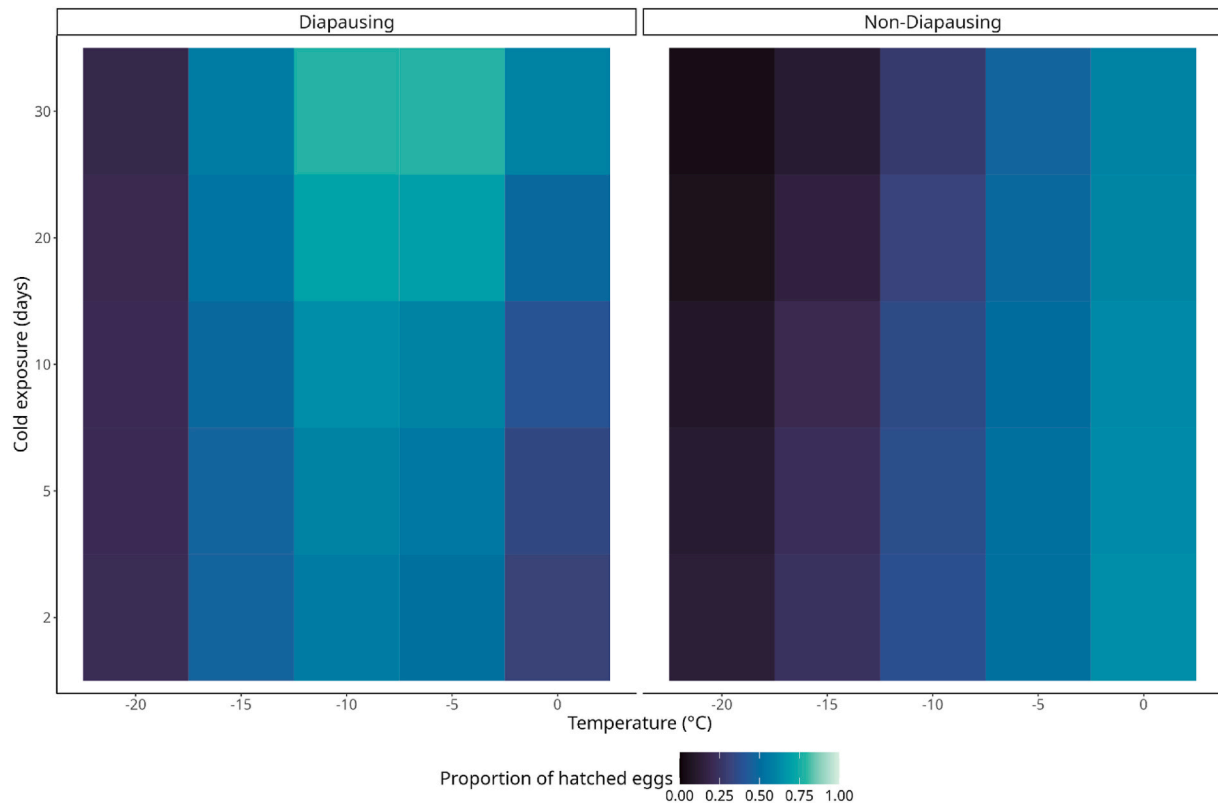 Diapausing
Non-Diapausing
Cold exposure (days)
30
20
10
5
2
-20 -15 -10 -5 0
-20 -15 -10 -5 0
Temperature (°C)
Proportion of hatched eggs
0.00 0.25 0.50 0.75 1.00